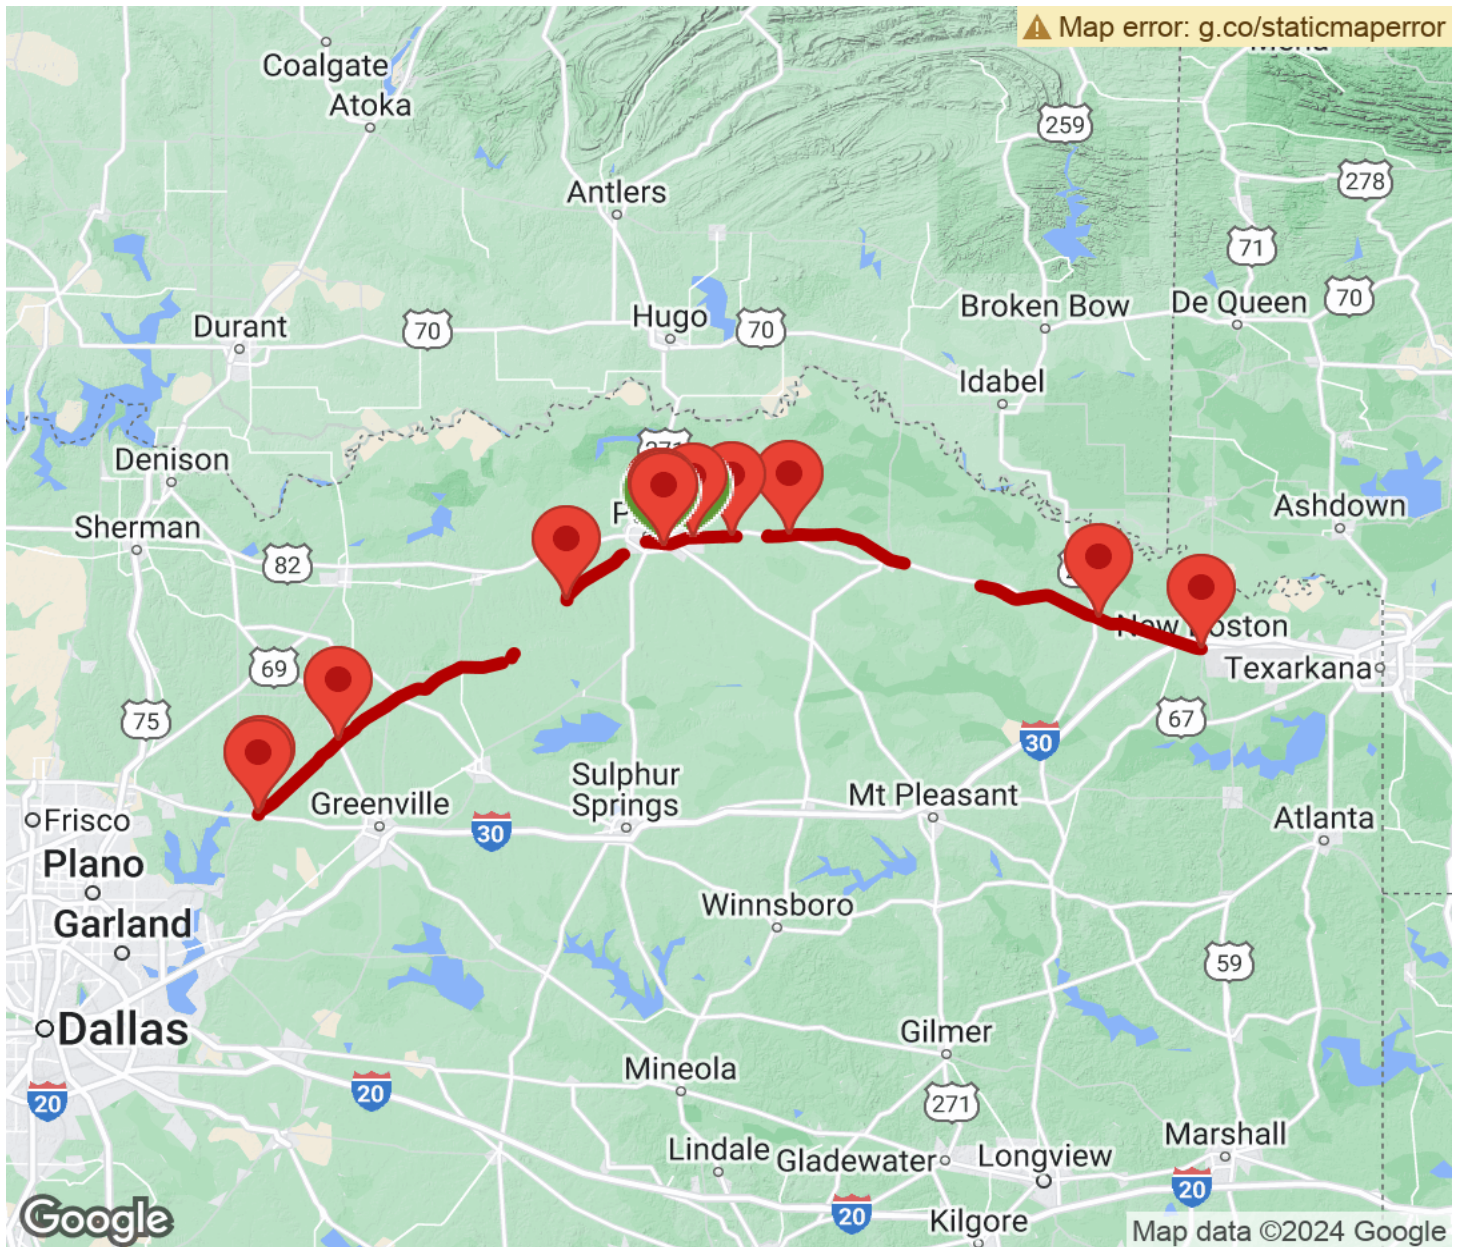 Map error: g.co/staticmaperror
Coalgate
Atoka
259
278
Antlers
71
70
Broken Bow
De Queen
Hugo
Durant
70
70
Idabel
Denison
271
Ashdown
Sherman
82
New Boston
Texarkana
69
75
67
30
Sulphur
Springs
Mt Pleasant
Greenville
Frisco
30
Atlanta
Plano
Winnsboro
Garland
59
Dallas
Gilmer
Mineola
20
20
271
Marshall
Lindale
Gladewater
Longview
20
20
Kilgore
Google
Map data ©2024 Google